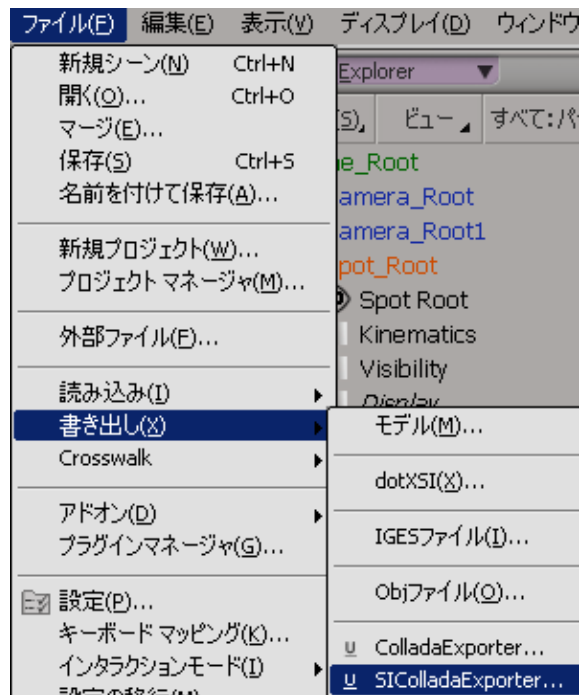 ファイル(F) 編集(E) 表示(V) ディスプレイ(D) ウィンドウ
新規シーン(N) Ctrl+N
開く(O)... Ctrl+O
マージ(E)...
保存(S) Ctrl+S
名前を付けて保存(A)...
新規プロジェクト(W)...
プロジェクト マネージャ(M)...
外部ファイル(F)...
読み込み(I)
書き出し(X)
Crosswalk
アドオン(D)
プラグインマネージャ(G)...
設定(P)...
キーボード マッピング(K)...
インタラクションモード(I)
設定の移行(M)
Explorer
(S) ビュー すべて:パ
e_Root
amera_Root
amera_Root1
pot_Root
Spot Root
Kinematics
Visibility
Display
モデル(M)...
dotXSI(X)...
IGESファイル(I)...
Objファイル(O)...
ColladaExporter...
SIColladaExporter...